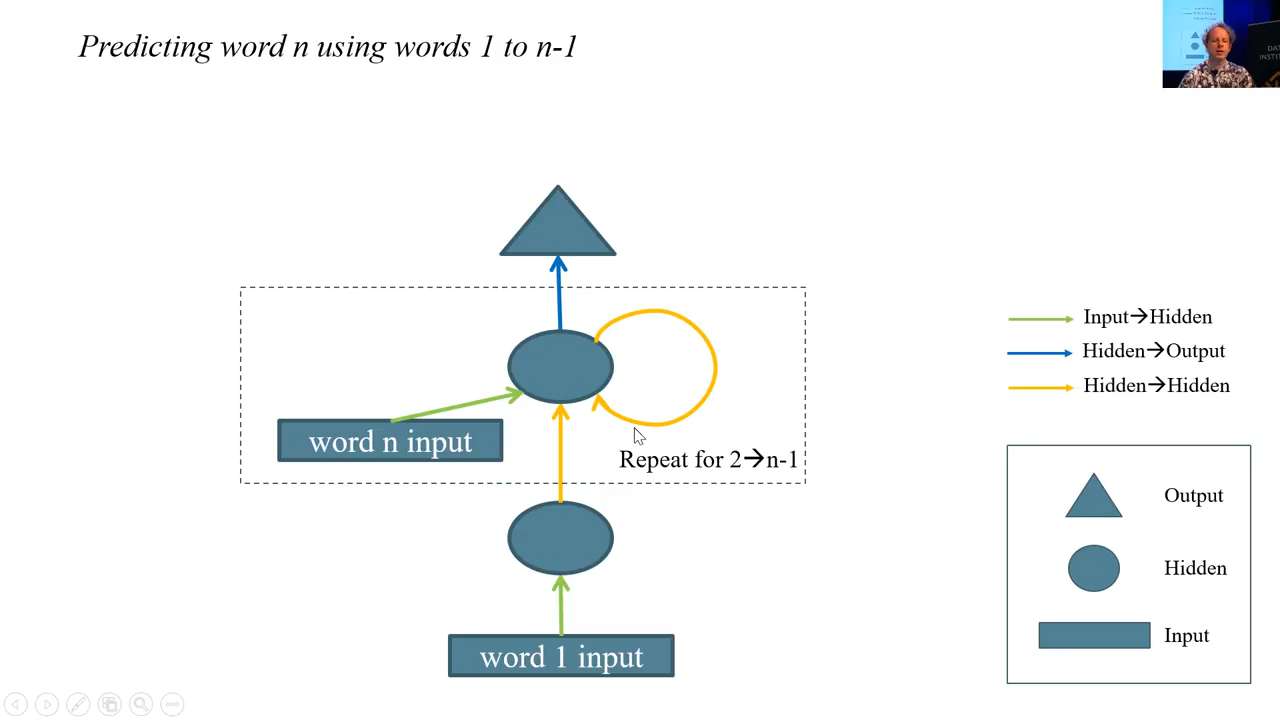 Predicting word n using words 1 to n-1
word n input
Repeat for 2→n-1
word 1 input
Input→Hidden
Hidden→Output
Hidden→Hidden
Output
Hidden
Input